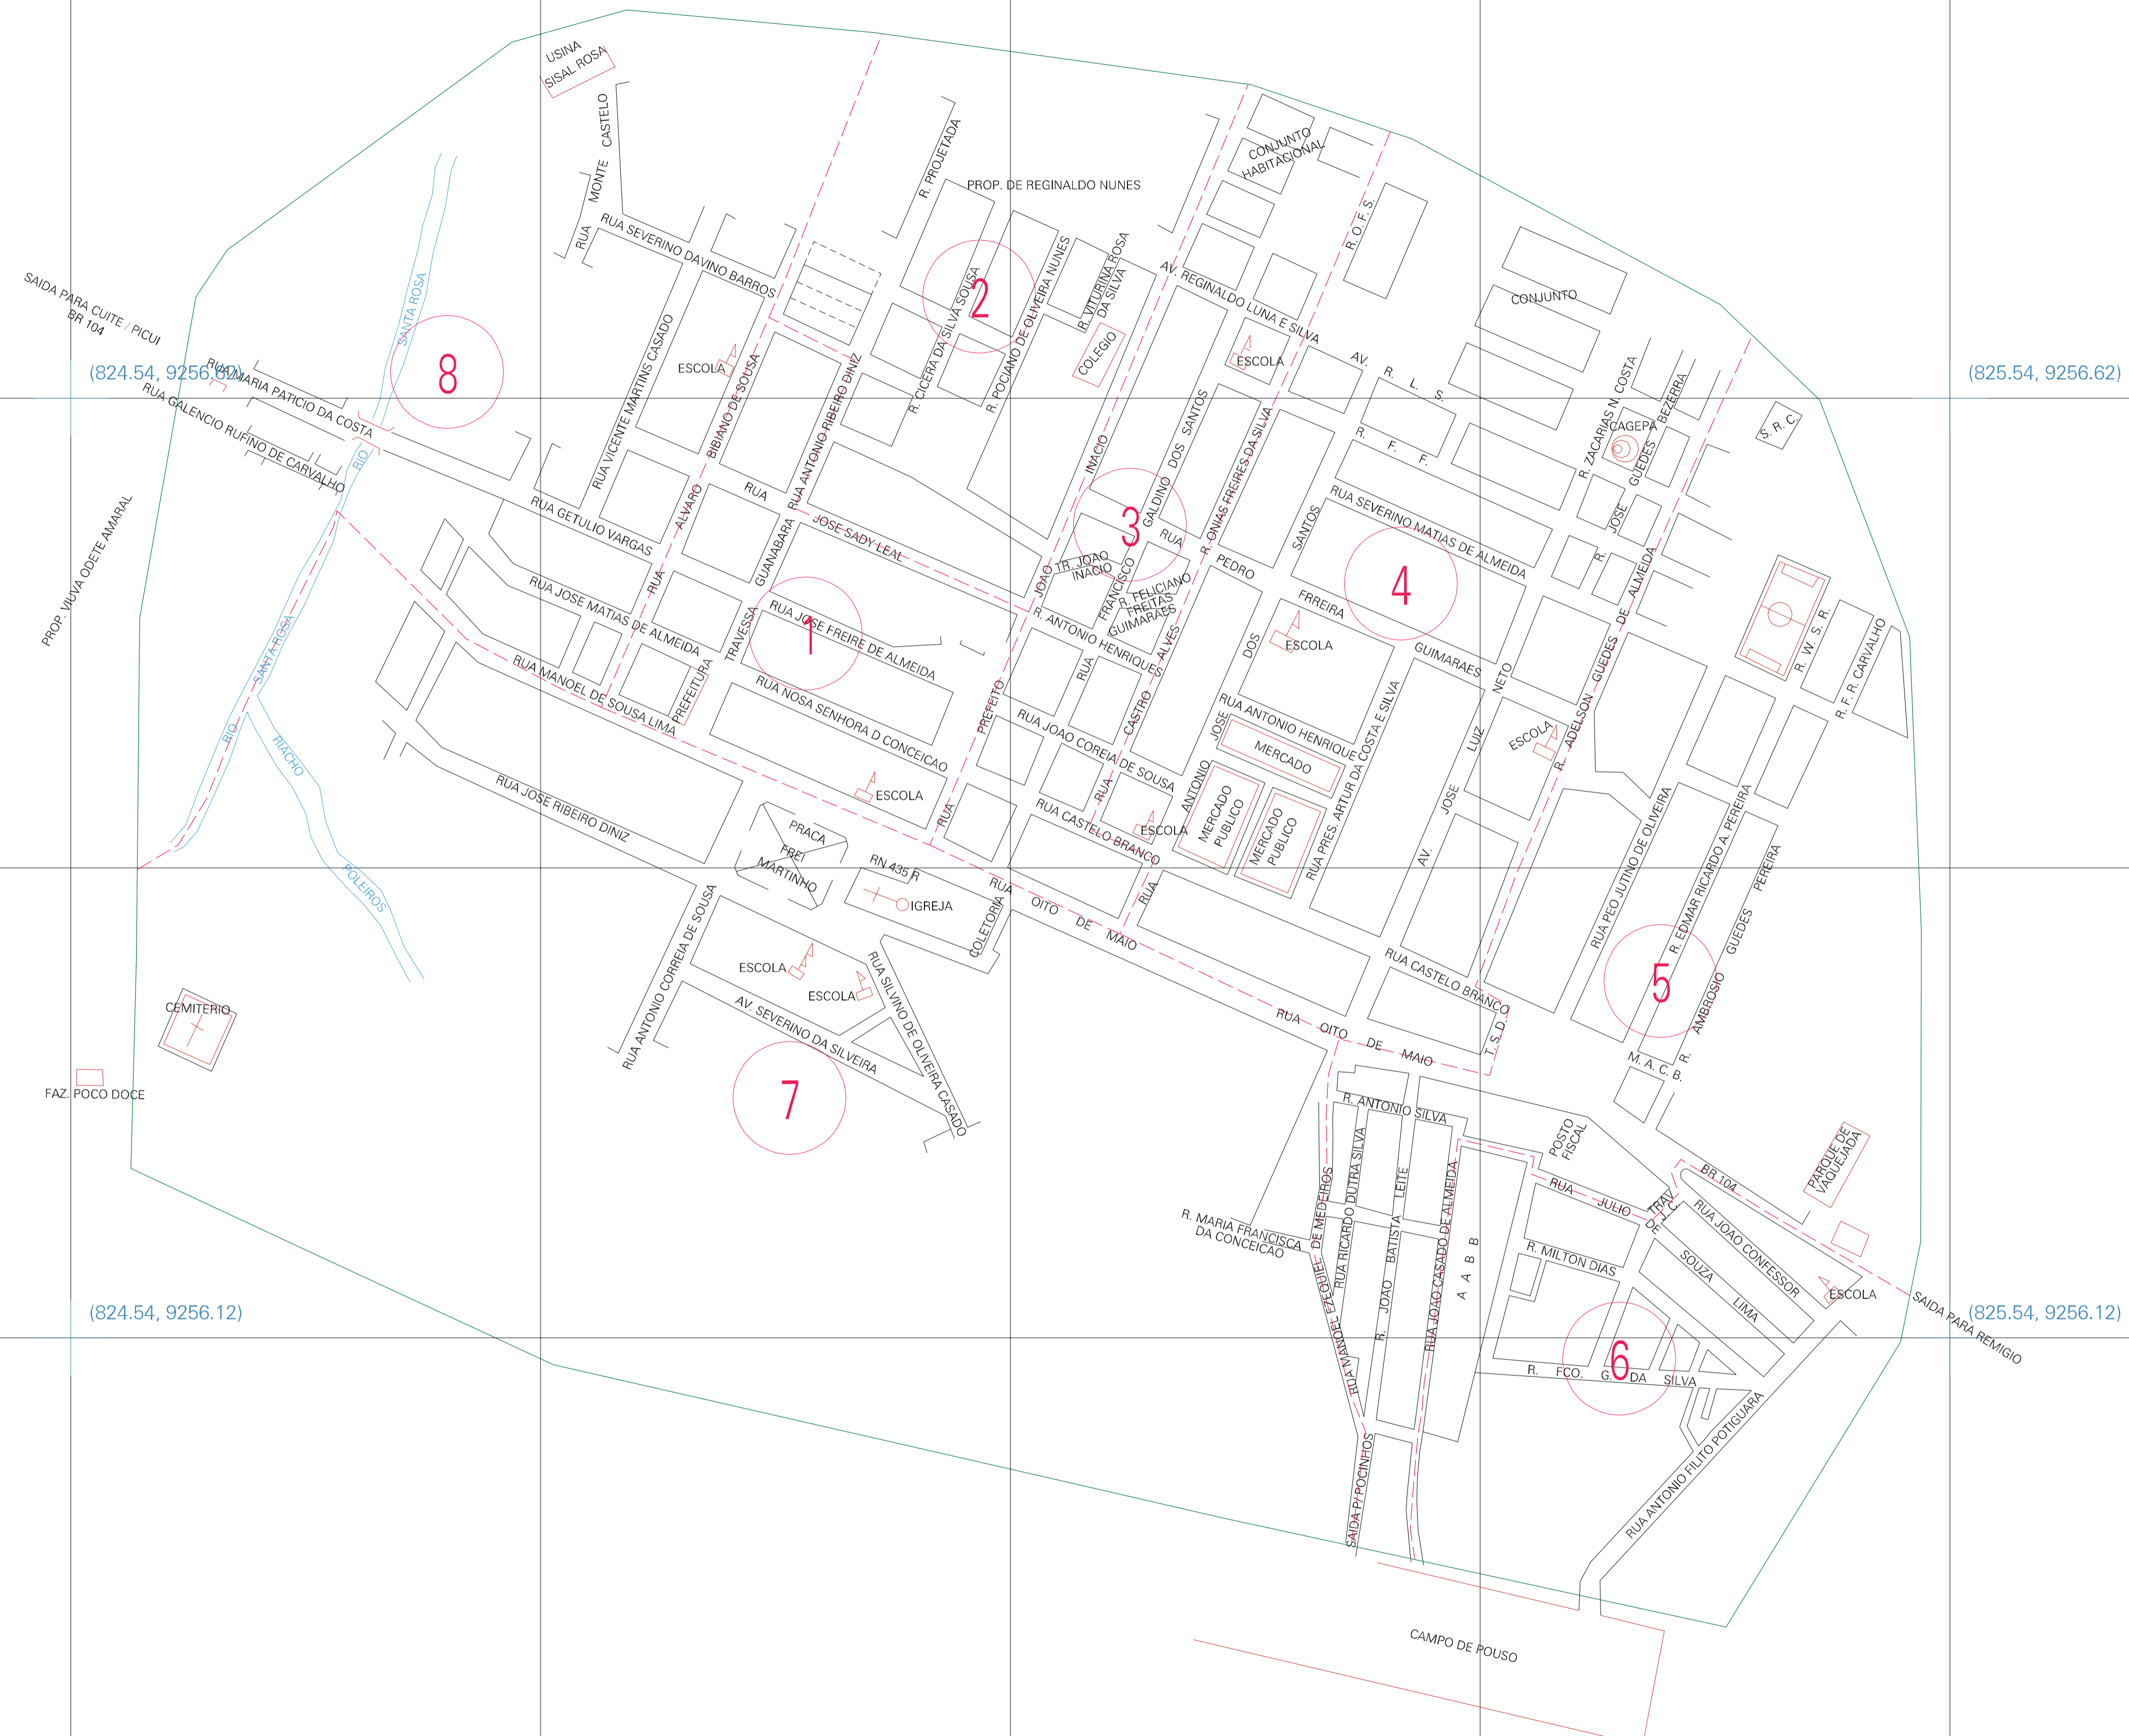 USINA
SISAL ROSA
RUA MONTE CASTELO
RUA SEVERINO DAVINO BARROS
R. PROJETADA
PROP. DE REGINALDO NUNES
CONJUNTO
HABITACIONAL
R. O. F. S.
SANTA ROSA
SAIDA PARA CUITE / PICUI
BR 104
(824.54, 9256.62)
(825.54, 9256.62)
8
2
RUA MARIA PATICIO DA COSTA
RUA GALENCIO RUFINO DE CARVALHO
RIO
RUA VICENTE MARTINS CASADO
ESCOLA
RUA ALVARO BIBIANO DE SOUSA
RUA ANTONIO RIBEIRO DINIZ
R. CICERA DA SILVA SOUSA
R. POCIANO DE OLIVEIRA NUNES
R. VITURINA ROSA
DA SILVA
COLEGIO
AV. REGINALDO LUNA E SILVA
ESCOLA
AV. R. L. S.
CONJUNTO
R. F. F.
R. ZACARIAS N. COSTA
CAGEPA
R. JOSE GUEDES BEZERRA
S. R. C.
PROP. VIUVA ODETE AMARAL
RUA GETULIO VARGAS
RUA JOSE SADY LEAL
TRAVESSA GUANABARA
RUA PREFEITO JOAO INACIO
3
RUA FRANCISCO GALDINO DOS SANTOS
R. ONIAS FREIRES DA SILVA
TR. JOAO
INACIO
R. FELICIANO
FREITAS
GUIMARAES
RUA PEDRO FRREIRA GUIMARAES
RUA SEVERINO MATIAS DE ALMEIDA
4
RUA JOSE MATIAS DE ALMEIDA
1
RUA JOSE FREIRE DE ALMEIDA
R. ANTONIO HENRIQUES
RUA CASTRO ALVES
ANTONIO JOSE DOS SANTOS
ESCOLA
R. ADELSON GUEDES DE ALMEIDA
R. W. S. R.
R. F. R. CARVALHO
RUA MANOEL DE SOUSA LIMA
PREFEITURA
RUA NOSA SENHORA D CONCEICAO
RUA JOAO COREIA DE SOUSA
RUA ANTONIO HENRIQUE
MERCADO
RUA PRES. ARTUR DA COSTA E SILVA
AV. JOSE LUIZ NETO
ESCOLA
SANTA ROSA
RIO
RIACHO
POLEIROS
RUA JOSE RIBEIRO DINIZ
ESCOLA
RUA CASTELO BRANCO
ESCOLA
MERCADO
PUBLICO
MERCADO
PUBLICO
RUA PEO JUTINO DE OLIVEIRA
R. EDMAR RICARDO A. PEREIRA
R. AMBROSIO GUEDES PEREIRA
PRACA
FREI
MARTINHO
RN 435 R
IGREJA
COLETORIA
RUA OITO DE MAIO
RUA
RUA ANTONIO CORREIA DE SOUSA
ESCOLA
ESCOLA
RUA SILVINO DE OLIVEIRA CASADO
AV. SEVERINO DA SILVEIRA
7
RUA CASTELO BRANCO
T. S. D.
5
M. A. C. B.
RUA OITO DE MAIO
CEMITERIO
FAZ. POCO DOCE
R. ANTONIO SILVA
POSTO
FISCAL
PARQUE DE
VAQUEJADA
BR 104
RUA MANOEL EZEQUIEL DE MEDEIROS
RUA RICARDO DUTRA SILVA
R. JOAO BATISTA LEITE
RUA JOAO CASADO DE ALMEIDA
A A B B
RUA JULIO DE SOUZA LIMA
TRAV.
J. C.
RUA JOAO CONFESSOR
R. MARIA FRANCISCA
DA CONCEICAO
R. MILTON DIAS
ESCOLA
SAIDA PARA REMIGIO
(824.54, 9256.12)
(825.54, 9256.12)
6
R. FCO. G. DA SILVA
RUA ANTONIO FILITO POTIGUARA
SAIDA P/ POCINHOS
CAMPO DE POUSO